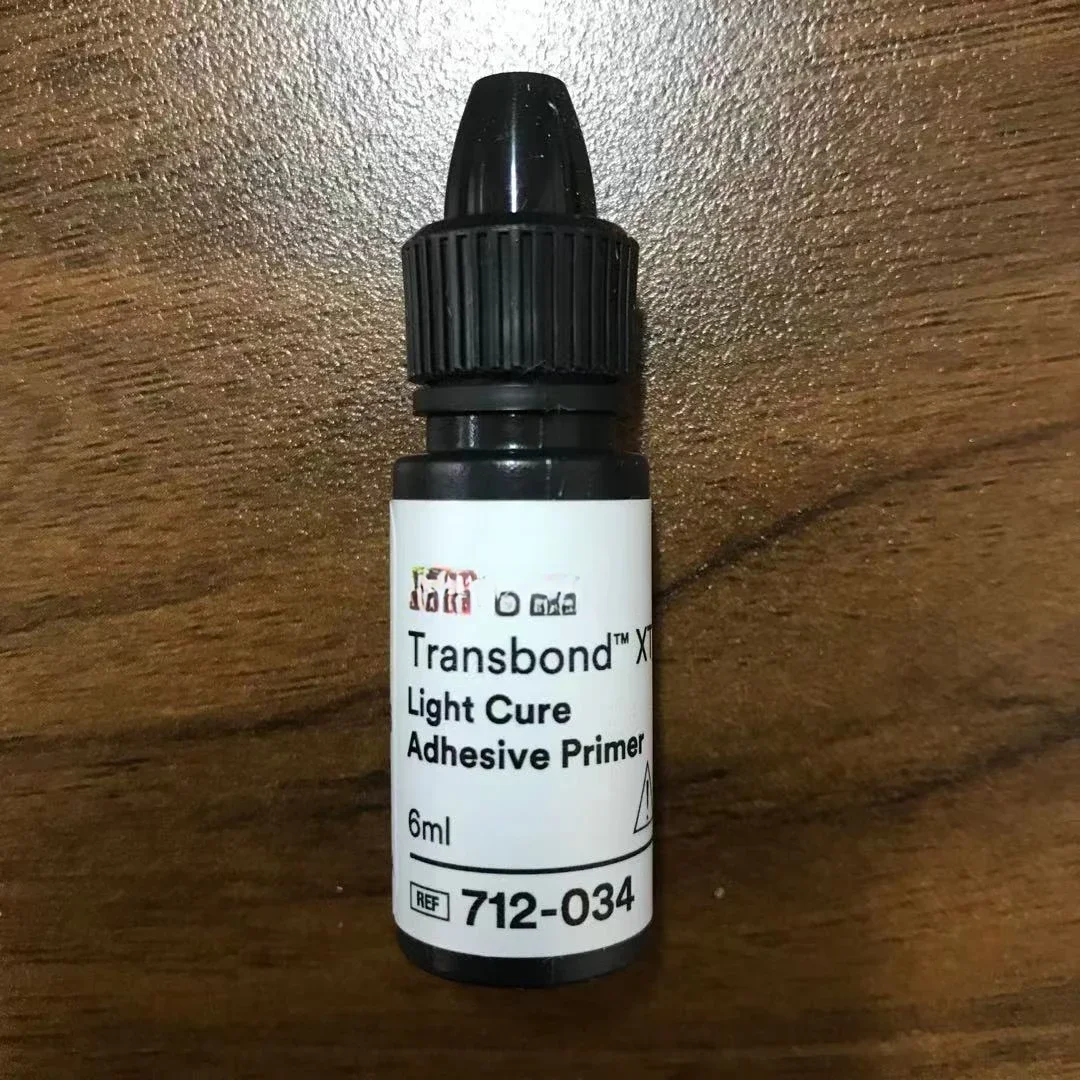 Transbond™ XT
Light Cure
Adhesive Primer
6ml
REF 712-034